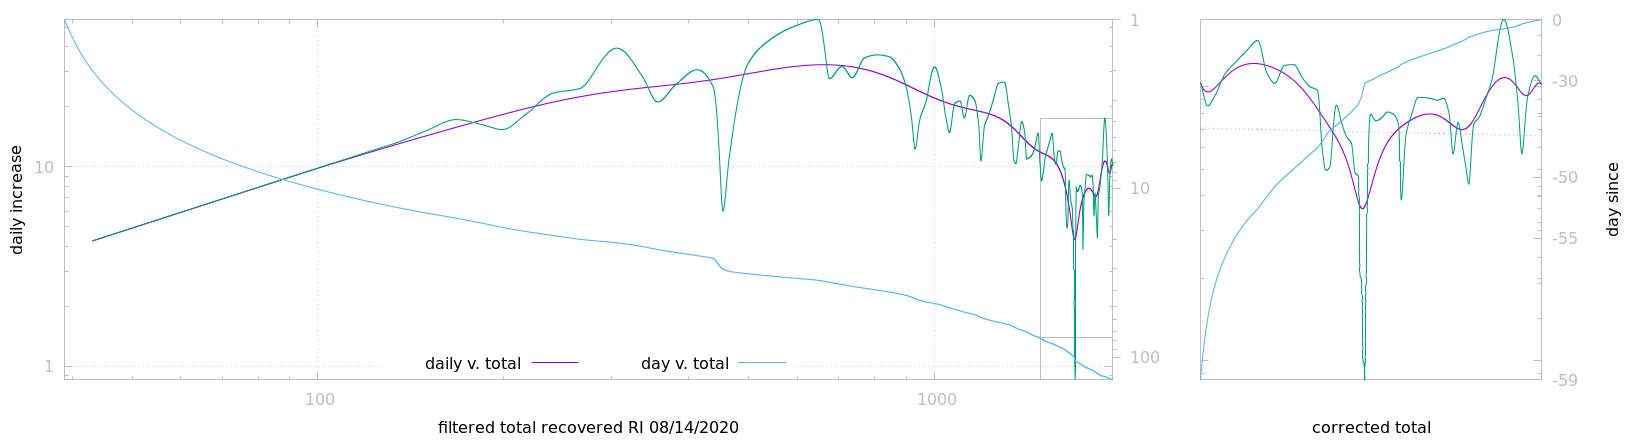 daily increase
10
1
100
1000
1
10
100
daily v. total
day v. total
filtered total recovered RI 08/14/2020
0
-30
-50
-55
-59
day since
corrected total